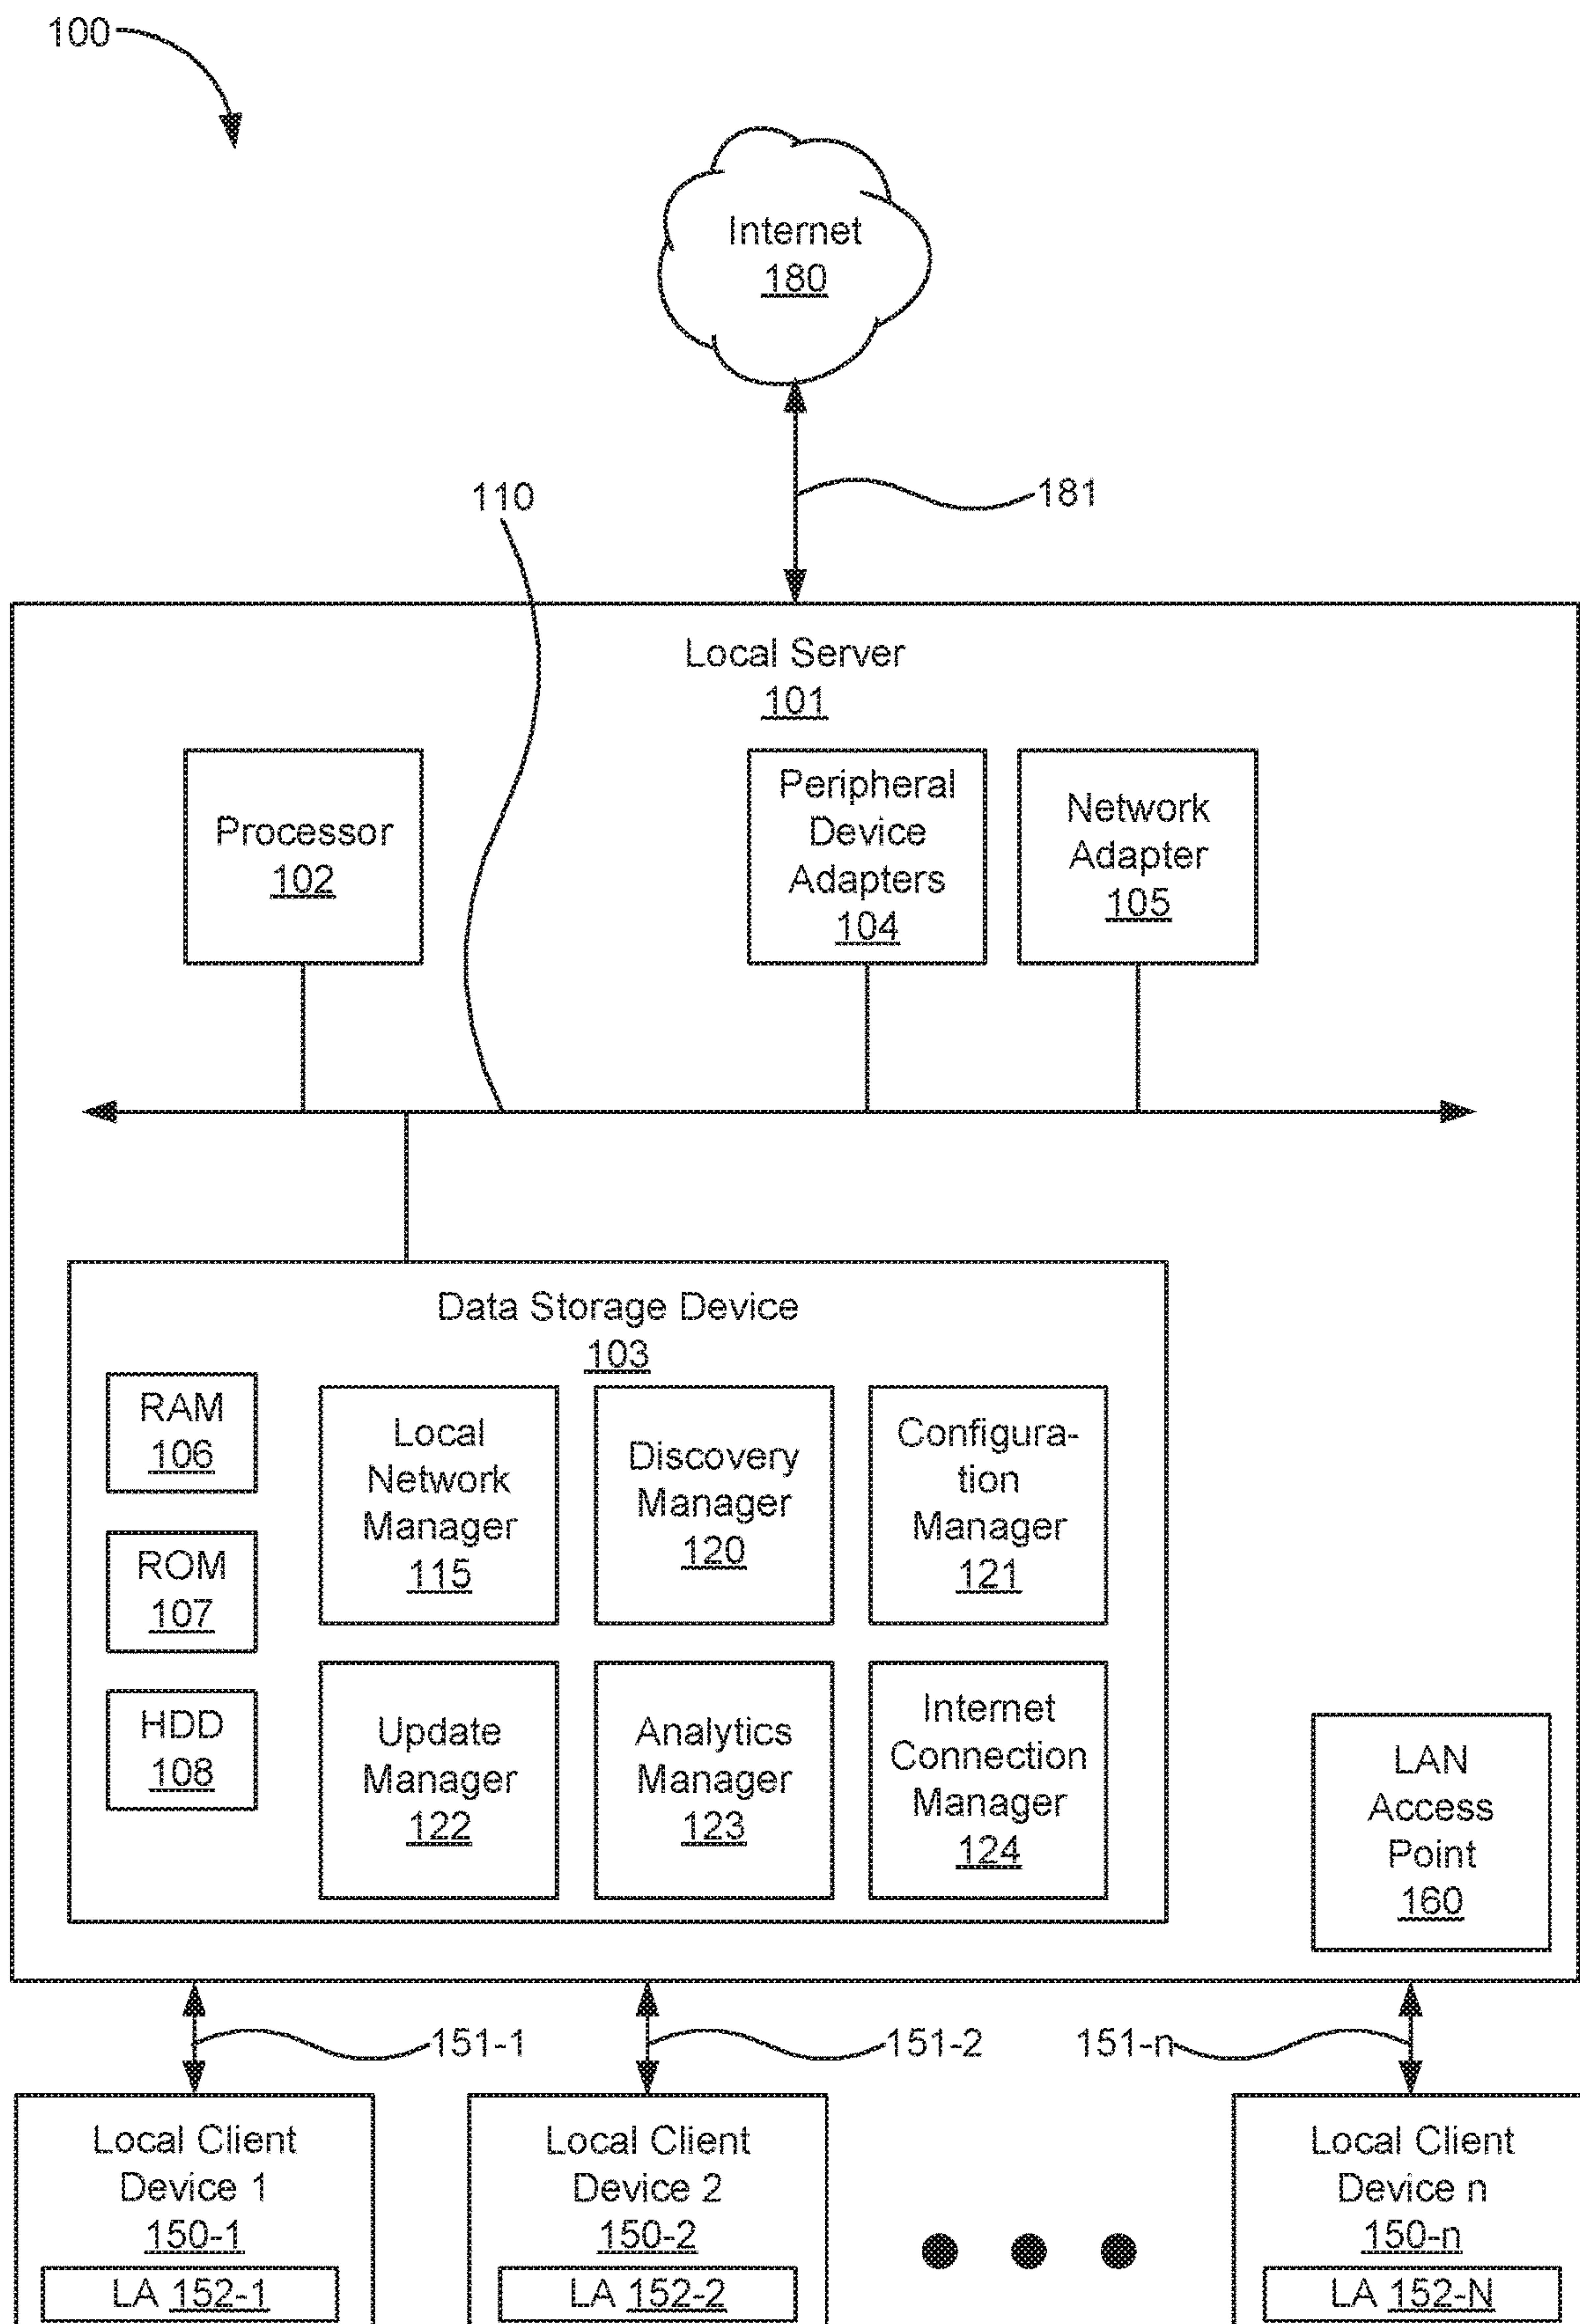 100
Internet
180
110
181
Local Server
101
Processor
102
Peripheral
Device
Adapters
104
Network
Adapter
105
Data Storage Device
103
RAM
106
ROM
107
HDD
108
Local
Network
Manager
115
Discovery
Manager
120
Configura-
tion
Manager
121
Update
Manager
122
Analytics
Manager
123
Internet
Connection
Manager
124
LAN
Access
Point
160
151-1
151-2
151-n
Local Client
Device 1
150-1
LA 152-1
Local Client
Device 2
150-2
LA 152-2
Local Client
Device n
150-n
LA 152-N